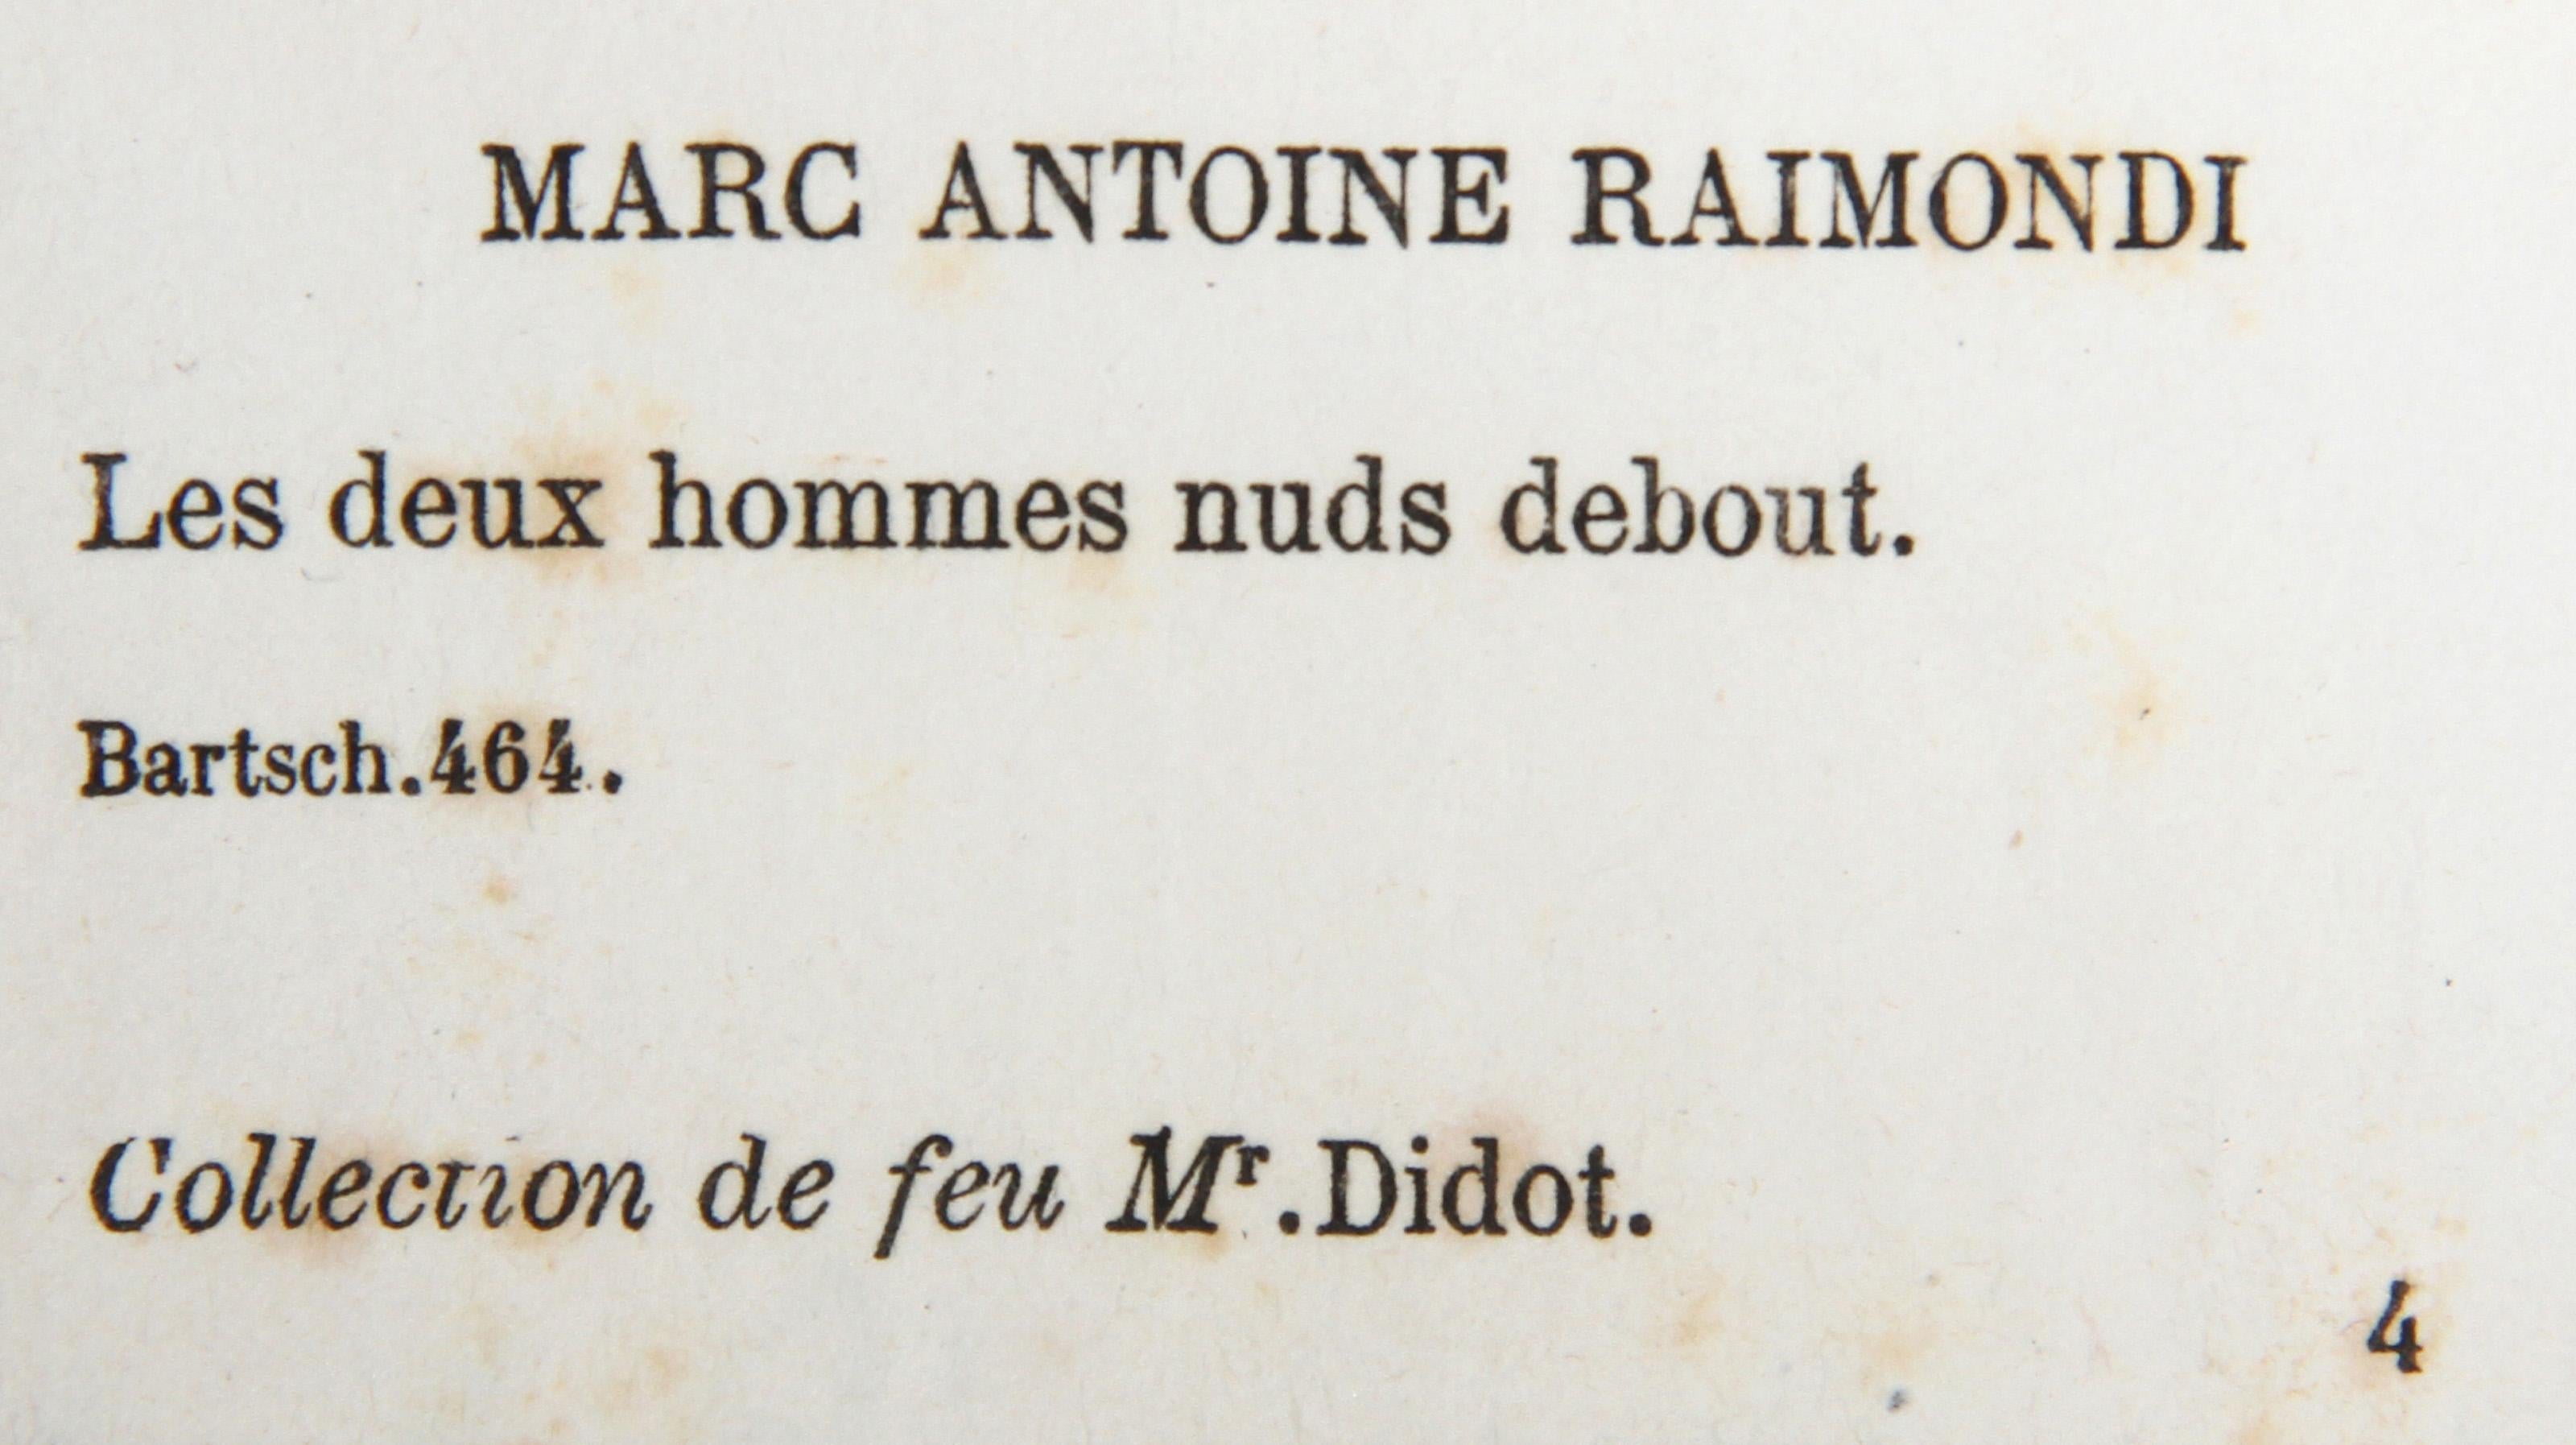 MARC ANTOINE RAIMONDI
Les deux hommes nuds debout.
Bartsch.464.
Collection de feu Mr.Didot.
4